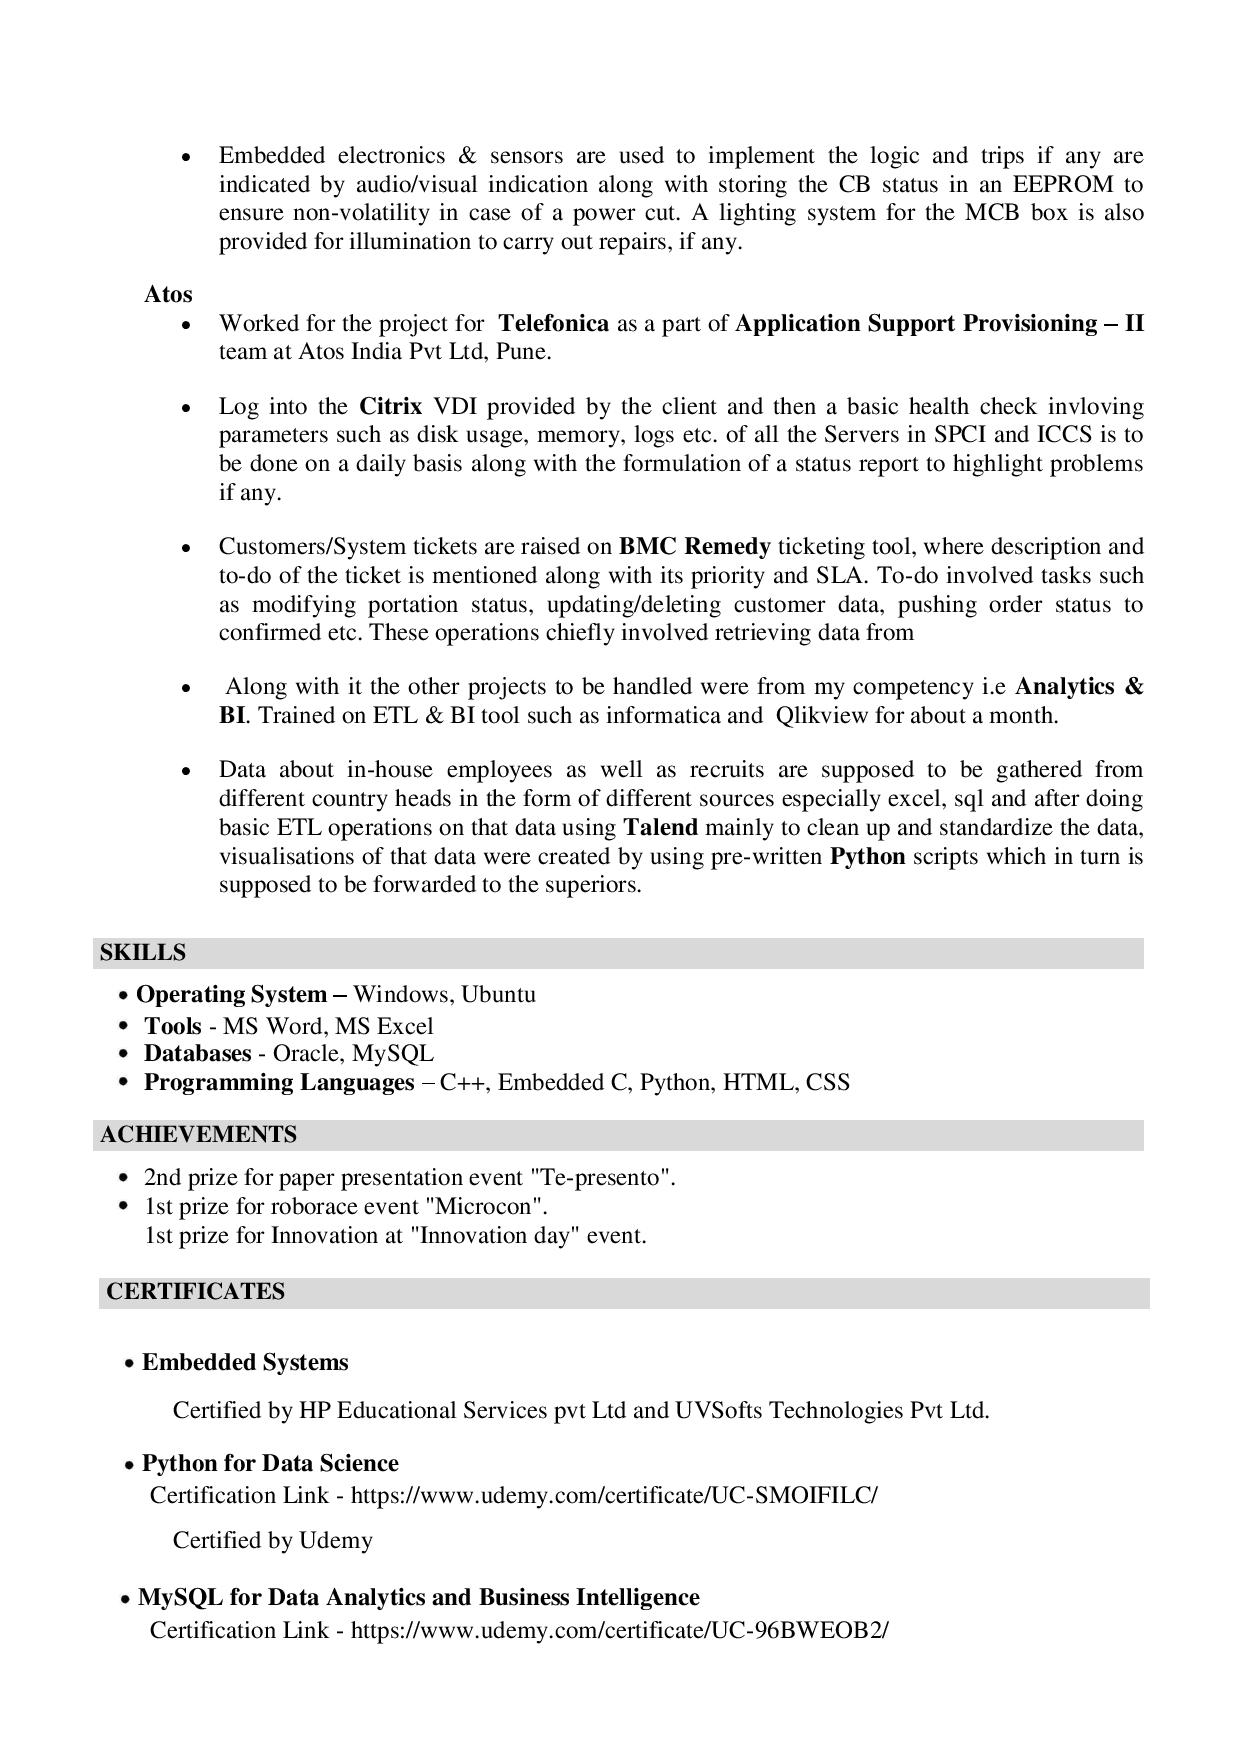 • Embedded electronics & sensors are used to implement the logic and trips if any are
indicated by audio/visual indication along with storing the CB status in an EEPROM to
ensure non-volatility in case of a power cut. A lighting system for the MCB box is also
provided for illumination to carry out repairs, if any.
Atos
• Worked for the project for Telefonica as a part of Application Support Provisioning – II
team at Atos India Pvt Ltd, Pune.
• Log into the Citrix VDI provided by the client and then a basic health check invloving
parameters such as disk usage, memory, logs etc. of all the Servers in SPCI and ICCS is to
be done on a daily basis along with the formulation of a status report to highlight problems
if any.
• Customers/System tickets are raised on BMC Remedy ticketing tool, where description and
to-do of the ticket is mentioned along with its priority and SLA. To-do involved tasks such
as modifying portation status, updating/deleting customer data, pushing order status to
confirmed etc. These operations chiefly involved retrieving data from
• Along with it the other projects to be handled were from my competency i.e Analytics &
BI. Trained on ETL & BI tool such as informatica and Qlikview for about a month.
• Data about in-house employees as well as recruits are supposed to be gathered from
different country heads in the form of different sources especially excel, sql and after doing
basic ETL operations on that data using Talend mainly to clean up and standardize the data,
visualisations of that data were created by using pre-written Python scripts which in turn is
supposed to be forwarded to the superiors.
SKILLS
• Operating System – Windows, Ubuntu
• Tools - MS Word, MS Excel
• Databases - Oracle, MySQL
• Programming Languages – C++, Embedded C, Python, HTML, CSS
ACHIEVEMENTS
• 2nd prize for paper presentation event "Te-presento".
• 1st prize for roborace event "Microcon".
1st prize for Innovation at "Innovation day" event.
CERTIFICATES
• Embedded Systems
Certified by HP Educational Services pvt Ltd and UVSofts Technologies Pvt Ltd.
• Python for Data Science
Certification Link - https://www.udemy.com/certificate/UC-SMOIFILC/
Certified by Udemy
• MySQL for Data Analytics and Business Intelligence
Certification Link - https://www.udemy.com/certificate/UC-96BWEOB2/